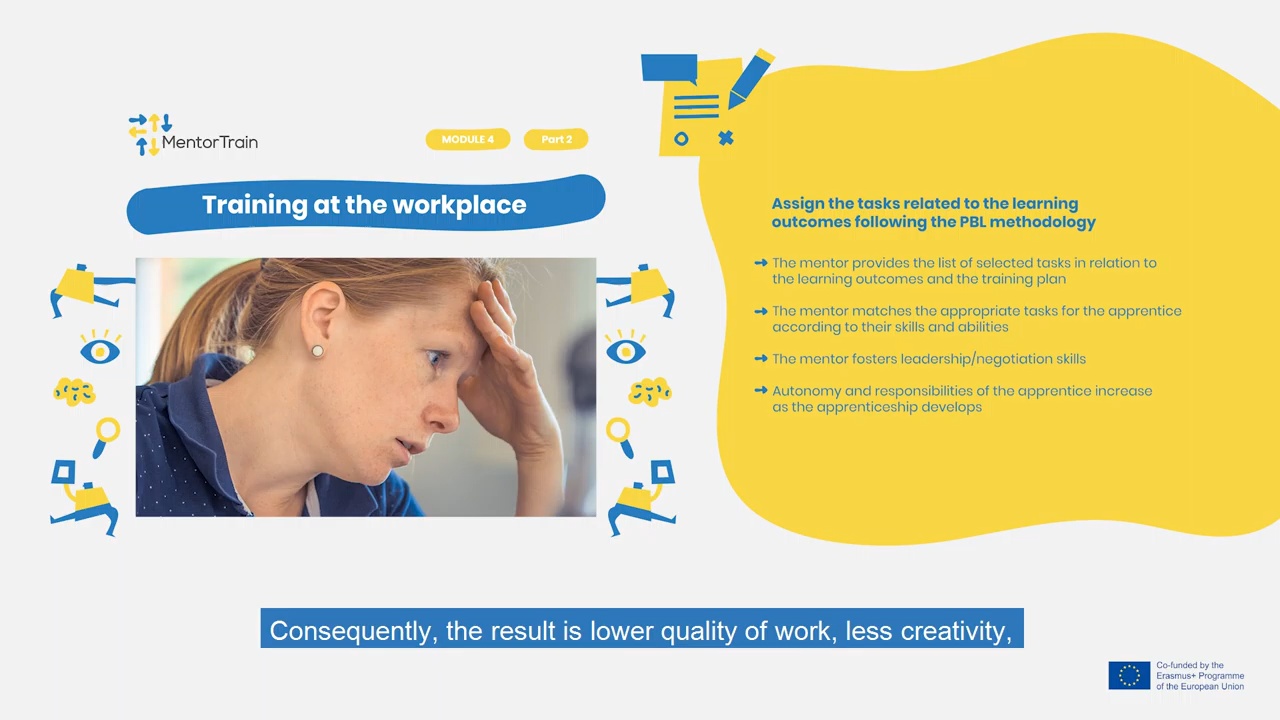 MentorTrain
MODULE 4
Part 2
Training at the workplace
Assign the tasks related to the learning
outcomes following the PBL methodology
The mentor provides the list of selected tasks in relation to
the learning outcomes and the training plan
The mentor matches the appropriate tasks for the apprentice
according to their skills and abilities
The mentor fosters leadership/negotiation skills
Autonomy and responsibilities of the apprentice increase
as the apprenticeship develops
Consequently, the result is lower quality of work, less creativity,
Co-funded by the
Erasmus+ Programme
of the European Union